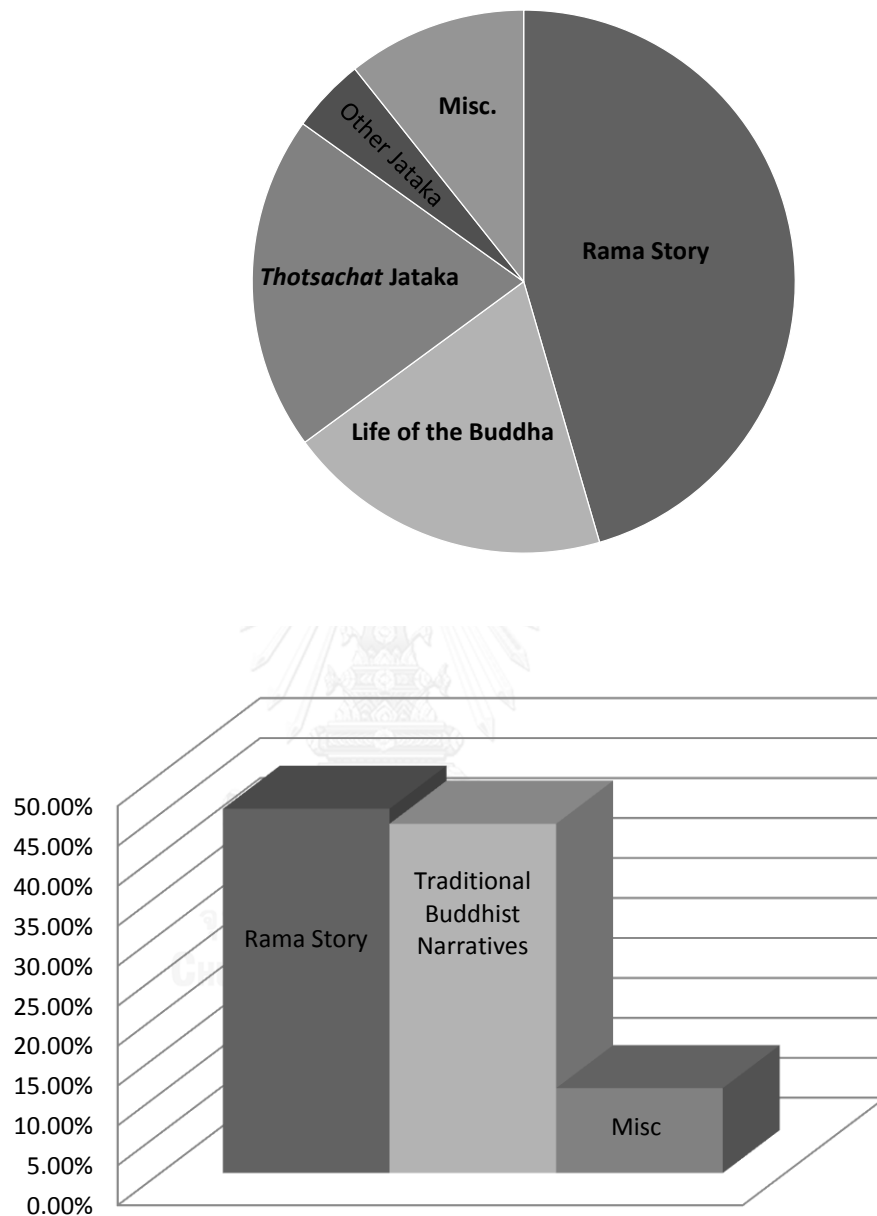 Misc.
Other Jataka
Rama Story
Thotsachat Jataka
Life of the Buddha
50.00%
45.00%
40.00%
35.00%
30.00%
25.00%
20.00%
15.00%
10.00%
5.00%
0.00%
Rama Story
Traditional
Buddhist
Narratives
Misc